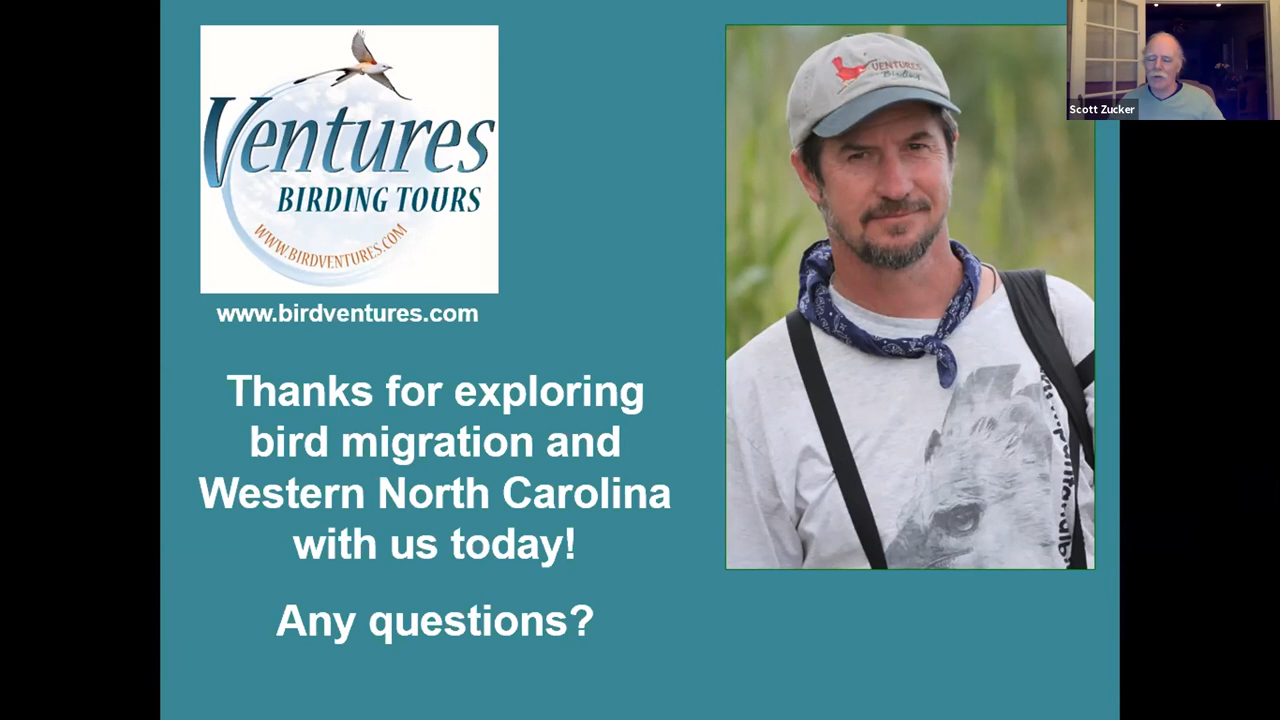 Ventures
BIRDING TOURS
WWW.BIRDVENTURES.COM
www.birdventures.com
Thanks for exploring
bird migration and
Western North Carolina
with us today!
Any questions?
VENTURES
Birding
Scott Zucker